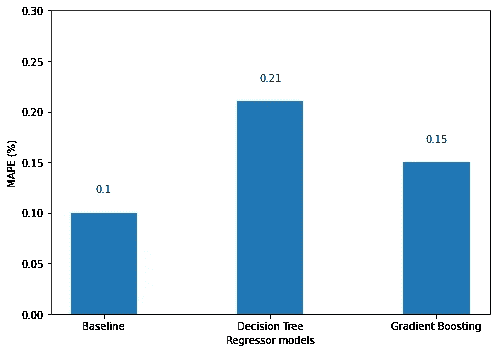 0.30
0.25
0.20
0.15
0.10
0.05
0.00
MAPE (%)
0.1
0.21
0.15
Baseline
Decision Tree
Gradient Boosting
Regressor models